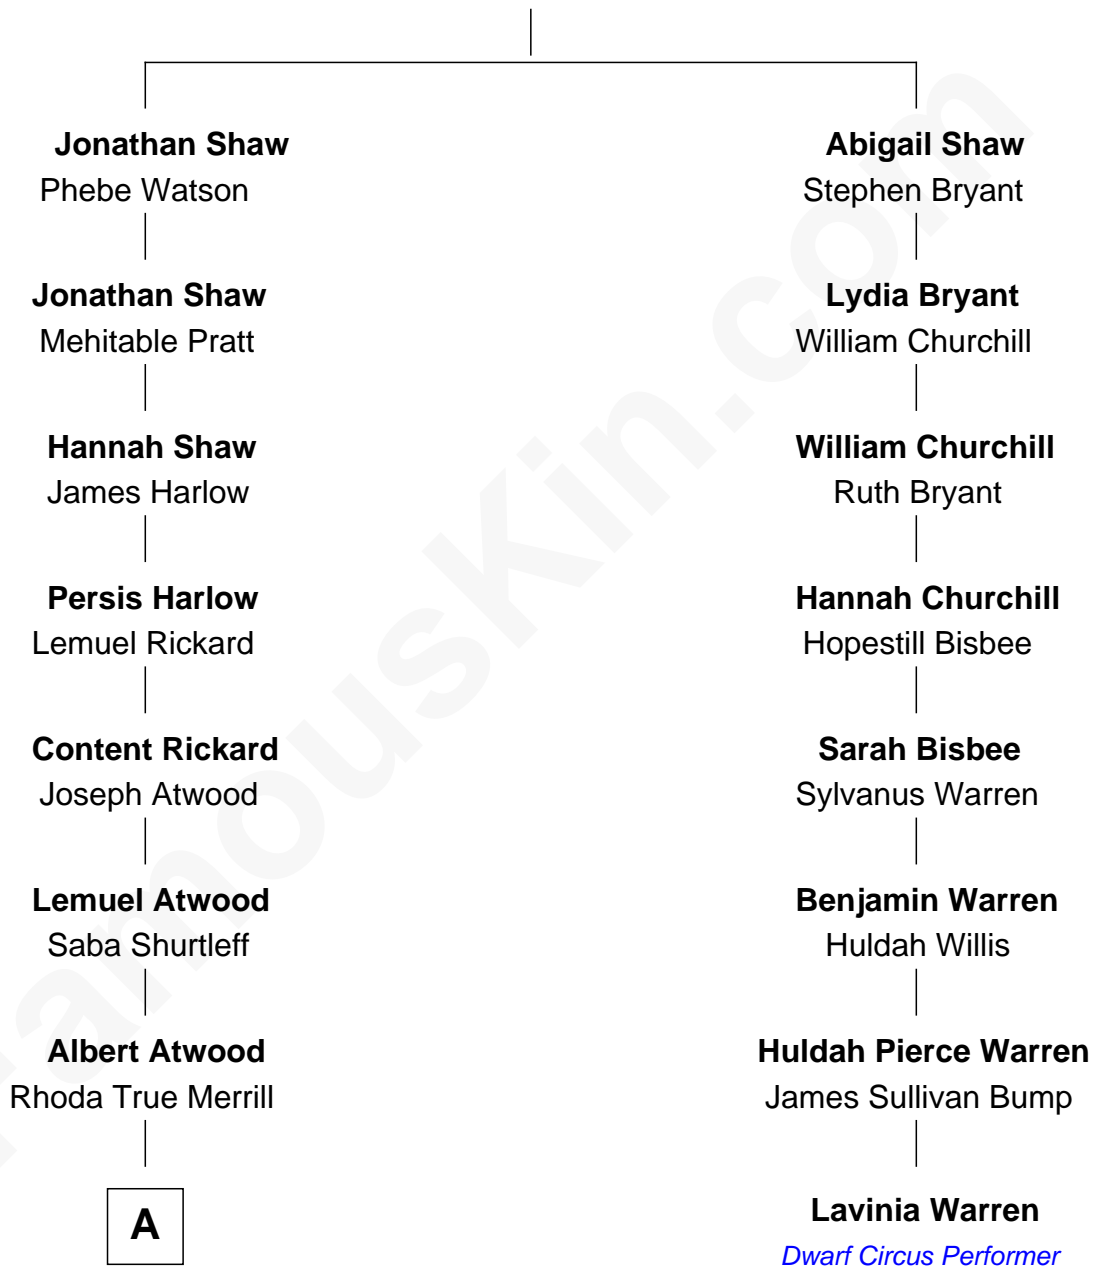 Jonathan Shaw
Phebe Watson
Jonathan Shaw
Mehitable Pratt
Hannah Shaw
James Harlow
Persis Harlow
Lemuel Rickard
Content Rickard
Joseph Atwood
Lemuel Atwood
Saba Shurtleff
Albert Atwood
Rhoda True Merrill
A
Abigail Shaw
Stephen Bryant
Lydia Bryant
William Churchill
William Churchill
Ruth Bryant
Hannah Churchill
Hopestill Bisbee
Sarah Bisbee
Sylvanus Warren
Benjamin Warren
Huldah Willis
Huldah Pierce Warren
James Sullivan Bump
Lavinia Warren
Dwarf Circus Performer
FamousKin.com